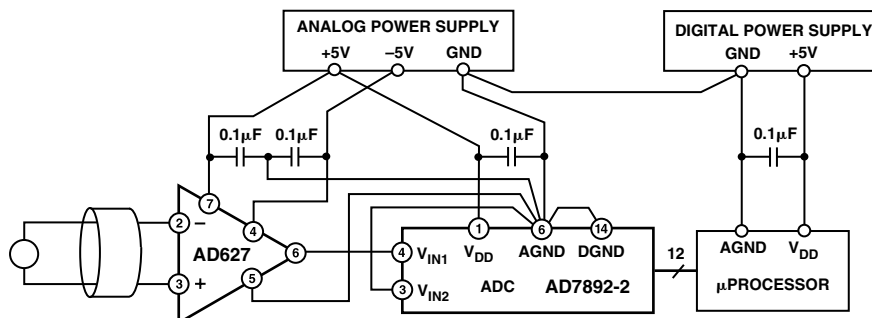 ANALOG POWER SUPPLY
+5V –5V GND
DIGITAL POWER SUPPLY
GND +5V
0.1µF 0.1µF 0.1µF 0.1µF
7
2 –
4
1 6 14
AD627 6 4 VIN1 VDD AGND DGND
3 +
5
3 VIN2 ADC AD7892-2
12
AGND VDD
µPROCESSOR